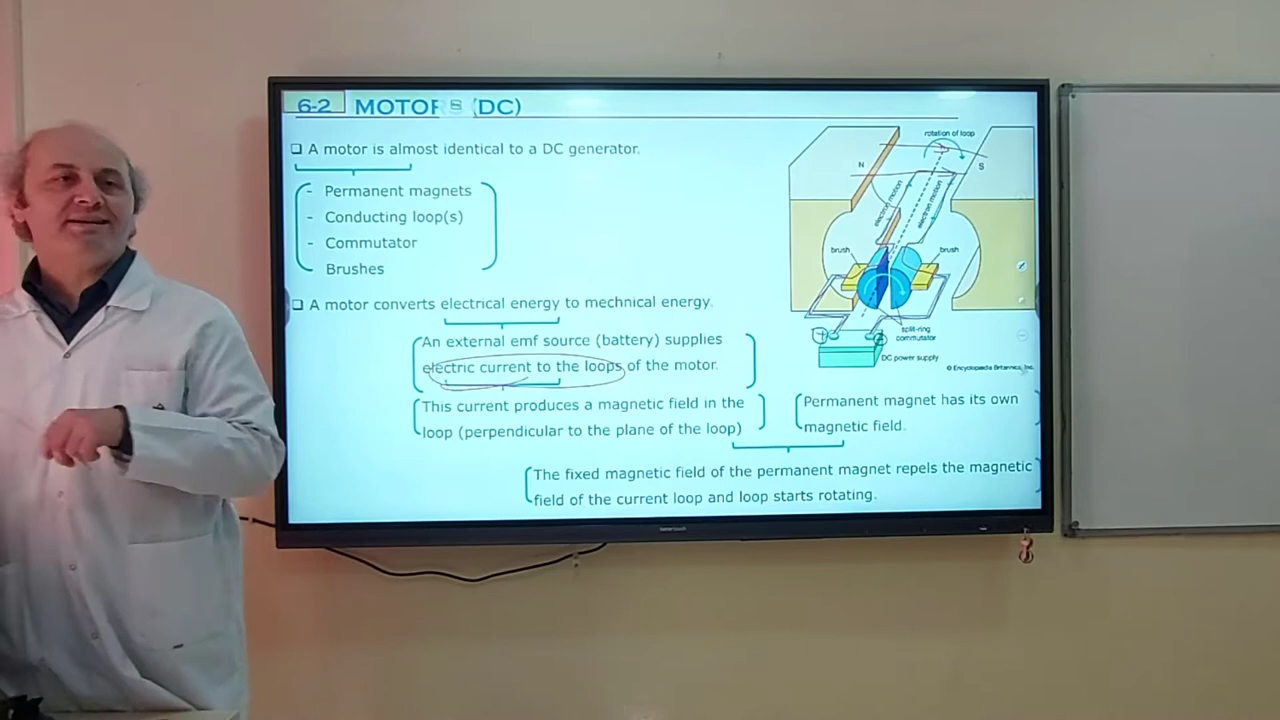 6-2 MOTORS (DC)
❑ A motor is almost identical to a DC generator.
- Permanent magnets
- Conducting loop(s)
- Commutator
Brushes
❑ A motor converts electrical energy to mechnical energy.
An external emf source (battery) supplies
electric current to the loops of the motor.
This current produces a magnetic field in the
loop (perpendicular to the plane of the loop)
Permanent magnet has its own
magnetic field.
The fixed magnetic field of the permanent magnet repels the magnetic
field of the current loop and loop starts rotating.
rotation of loop
N
S
electron motion
electron motion
brush
brush
split-ring
commutator
DC power supply
© Encyclopædia Britannica, Inc.